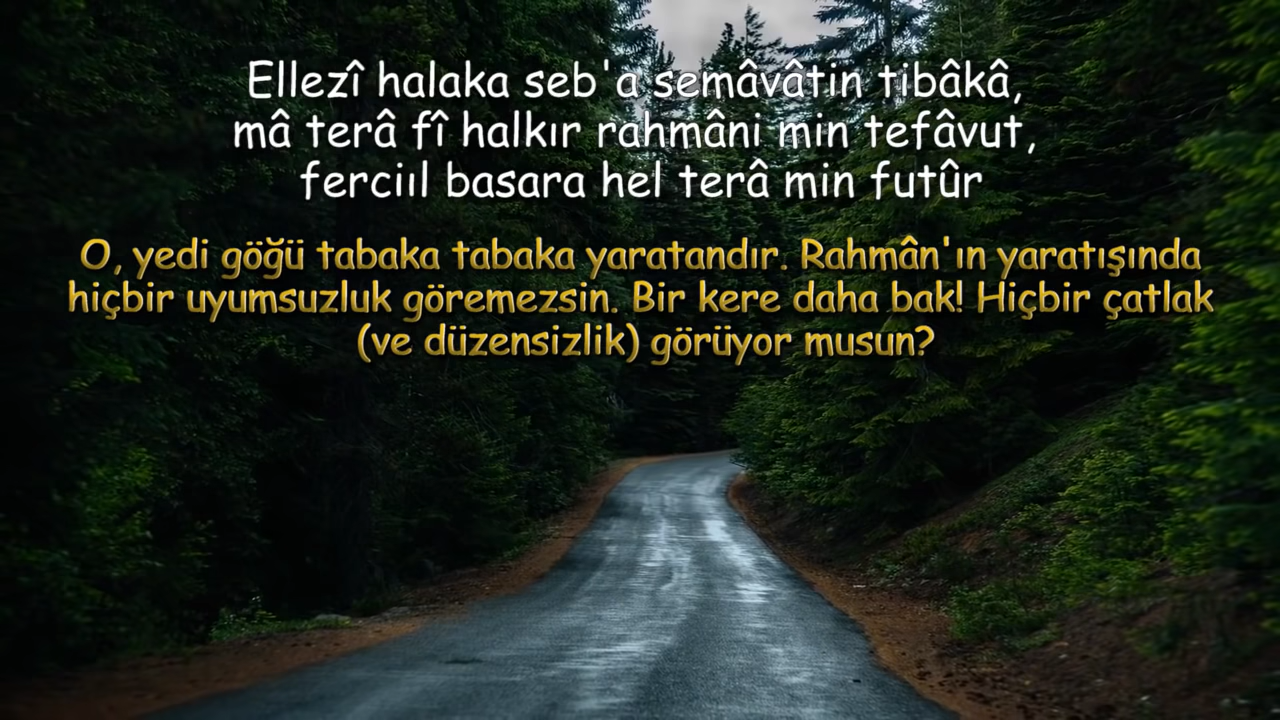 Ellezî halaka seb'a semâvâtin tibâkâ,
mâ terâ fî halkır rahmâni min tefâvut,
ferciıl basara hel terâ min futûr
O, yedi göğü tabaka tabaka yaratandır. Rahmân'ın yaratışında
hiçbir uyumsuzluk göremezsin. Bir kere daha bak! Hiçbir çatlak
(ve düzensizlik) görüyor musun?